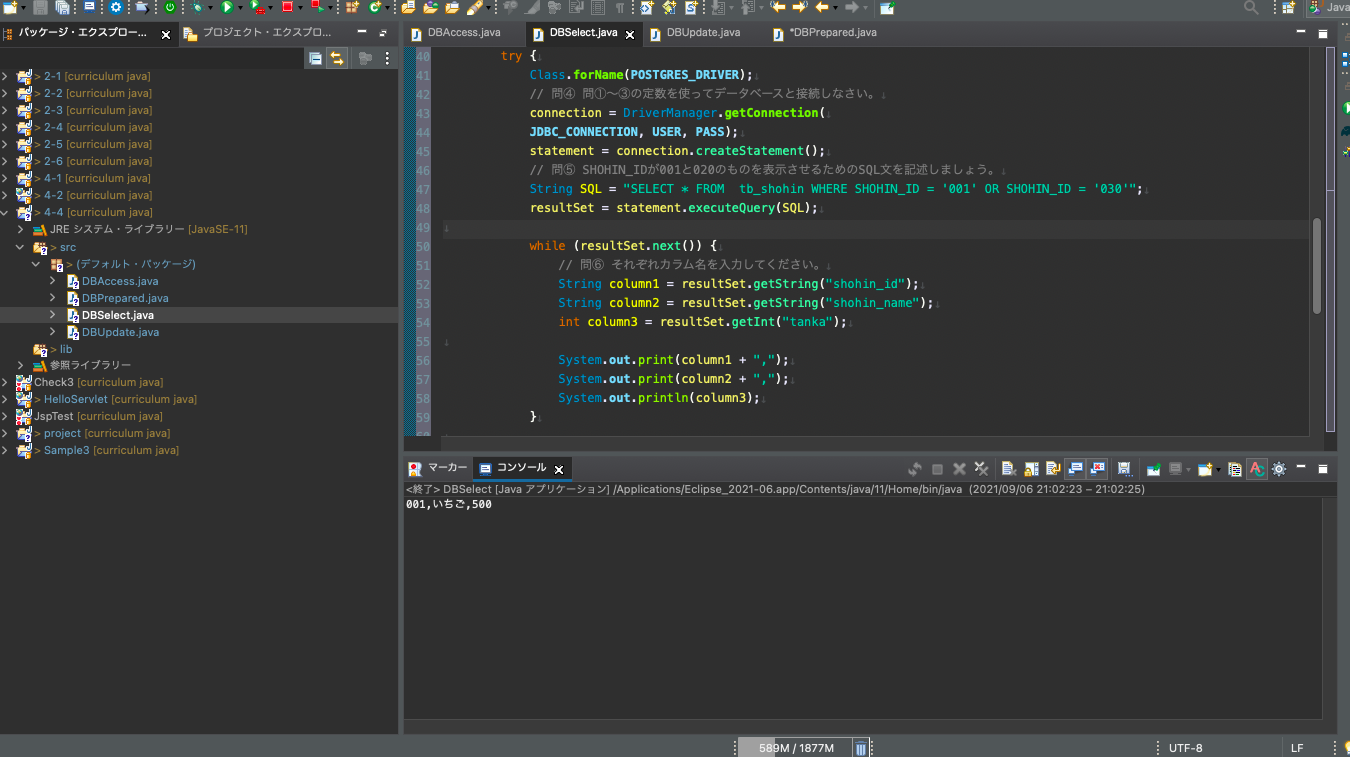 Java
パッケージ・エクスプロー...
プロジェクト・エクスプロ...
> 2-1 [curriculum java]
> 2-2 [curriculum java]
> 2-3 [curriculum java]
> 2-4 [curriculum java]
> 2-5 [curriculum java]
> 2-6 [curriculum java]
> 4-1 [curriculum java]
> 4-2 [curriculum java]
> 4-4 [curriculum java]
JRE システム・ライブラリー [JavaSE-11]
> src
> (デフォルト・パッケージ)
DBAccess.java
DBPrepared.java
DBSelect.java
DBUpdate.java
> lib
参照ライブラリー
Check3 [curriculum java]
> HelloServlet [curriculum java]
JspTest [curriculum java]
> project [curriculum java]
> Sample3 [curriculum java]
DBAccess.java
DBSelect.java
DBUpdate.java
*DBPrepared.java
40 try {
41 Class.forName(POSTGRES_DRIVER);
42 // 問④ 問①〜③の定数を使ってデータベースと接続しなさい。
43 connection = DriverManager.getConnection(
44 JDBC_CONNECTION, USER, PASS);
45 statement = connection.createStatement();
46 // 問⑤ SHOHIN_IDが001と020のものを表示させるためのSQL文を記述しましょう。
47 String SQL = "SELECT * FROM  tb_shohin WHERE SHOHIN_ID = '001' OR SHOHIN_ID = '030'";
48 resultSet = statement.executeQuery(SQL);
49
50 while (resultSet.next()) {
51 // 問⑥ それぞれカラム名を入力してください。
52 String column1 = resultSet.getString("shohin_id");
53 String column2 = resultSet.getString("shohin_name");
54 int column3 = resultSet.getInt("tanka");
55
56 System.out.print(column1 + ",");
57 System.out.print(column2 + ",");
58 System.out.println(column3);
59 }
マーカー
コンソール
<終了> DBSelect [Java アプリケーション] /Applications/Eclipse_2021-06.app/Contents/java/11/Home/bin/java  (2021/09/06 21:02:23 – 21:02:25)
001,いちご,500
589M / 1877M
UTF-8
LF